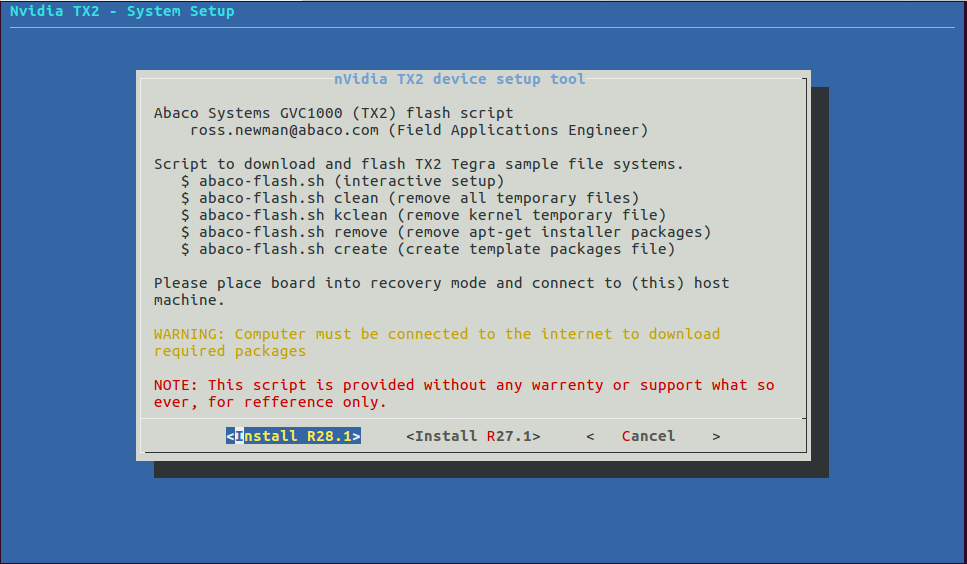 Nvidia TX2 - System Setup
nVidia TX2 device setup tool
Abaco Systems GVC1000 (TX2) flash script
ross.newman@abaco.com (Field Applications Engineer)
Script to download and flash TX2 Tegra sample file systems.
$ abaco-flash.sh (interactive setup)
$ abaco-flash.sh clean (remove all temporary files)
$ abaco-flash.sh kclean (remove kernel temporary file)
$ abaco-flash.sh remove (remove apt-get installer packages)
$ abaco-flash.sh create (create template packages file)
Please place board into recovery mode and connect to (this) host
machine.
WARNING: Computer must be connected to the internet to download
required packages
NOTE: This script is provided without any warrenty or support what so
ever, for refference only.
<Install R28.1> <Install R27.1> < Cancel >